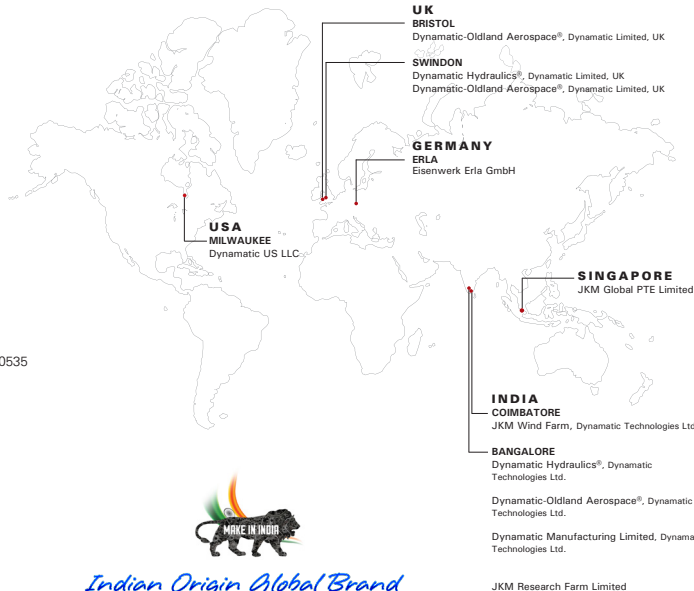 UK
BRISTOL
Dynamatic-Oldland Aerospace®, Dynamatic Limited, UK
SWINDON
Dynamatic Hydraulics®, Dynamatic Limited, UK
Dynamatic-Oldland Aerospace®, Dynamatic Limited, UK
GERMANY
ERLA
Eisenwerk Erla GmbH
USA
MILWAUKEE
Dynamatic US LLC
SINGAPORE
JKM Global PTE Limited
0535
INDIA
COIMBATORE
JKM Wind Farm, Dynamatic Technologies Ltd
BANGALORE
Dynamatic Hydraulics®, Dynamatic
Technologies Ltd.
Dynamatic-Oldland Aerospace®, Dynamatic
Technologies Ltd.
Dynamatic Manufacturing Limited, Dynama
Technologies Ltd.
JKM Research Farm Limited
MAKE IN INDIA
Indian Origin Global Brand